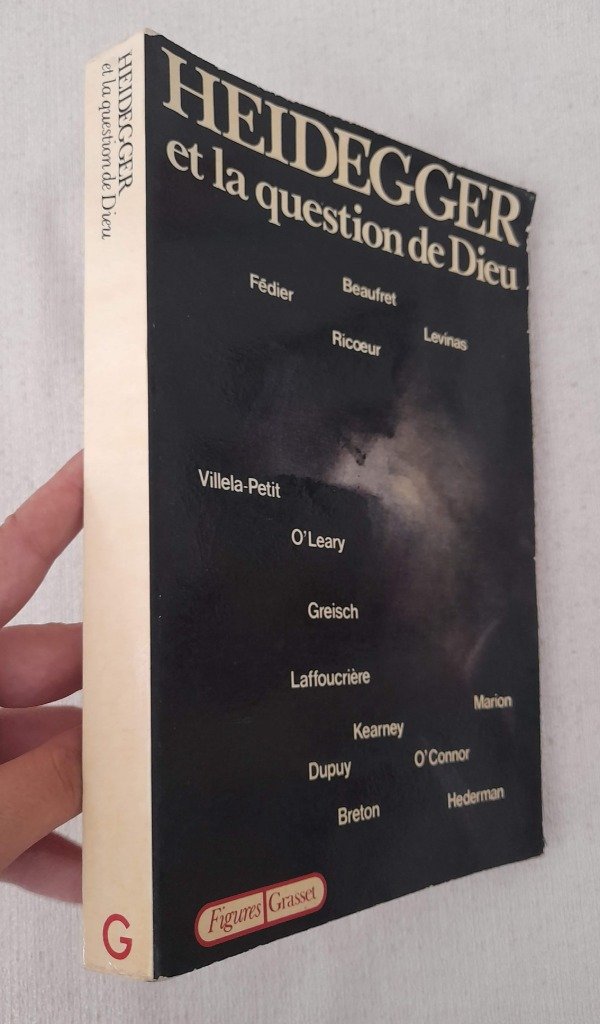 HEIDEGGER
et la question de Dieu
HEIDEGGER
et la question de Dieu
Fédier
Beaufret
Ricœur
Levinas
Villela-Petit
O'Leary
Greisch
Laffoucrière
Marion
Kearney
O'Connor
Dupuy
Hederman
Breton
Figures Grasset
G